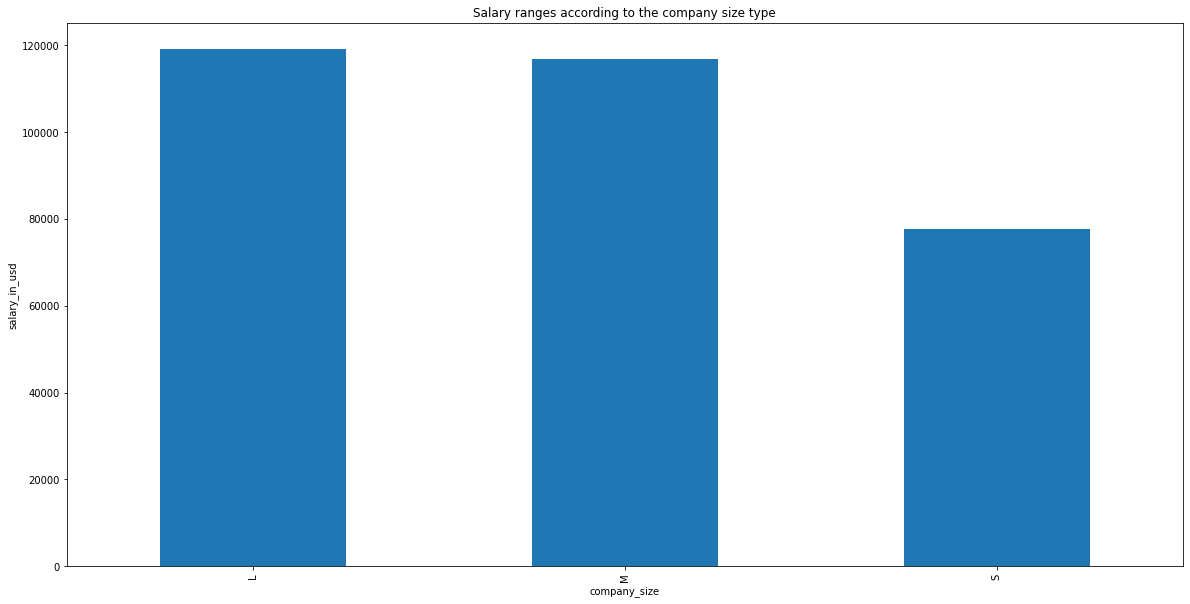 Salary ranges according to the company size type
120000
100000
80000
60000
40000
20000
0
salary_in_usd
L
M
S
company_size